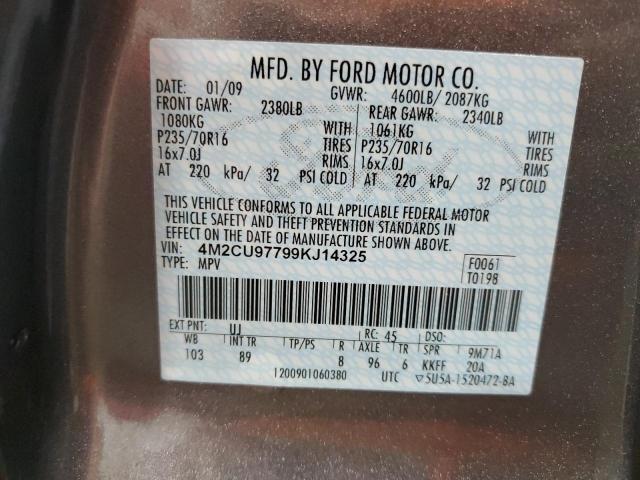 MFD. BY FORD MOTOR CO.
DATE: 01/09 GVWR: 4600LB/ 2087KG
FRONT GAWR: 2380LB REAR GAWR: 2340LB
1080KG WITH 1061KG WITH
P235/70R16 TIRES P235/70R16 TIRES
16x7.0J RIMS 16x7.0J RIMS
AT 220 kPa/ 32 PSI COLD AT 220 kPa/ 32 PSI COLD
THIS VEHICLE CONFORMS TO ALL APPLICABLE FEDERAL MOTOR
VEHICLE SAFETY AND THEFT PREVENTION STANDARDS IN
EFFECT ON THE DATE OF MANUFACTURE SHOWN ABOVE.
VIN: 4M2CU97799KJ14325 F0061
TYPE: MPV T0198
EXT PNT: UJ RC: 45 DSO:
WB INT TR TP/PS R AXLE TR SPR 9M71A
103 89 8 96 6 KKFF 20A
1200901060380 UTC ▽5U5A-1520472-BA